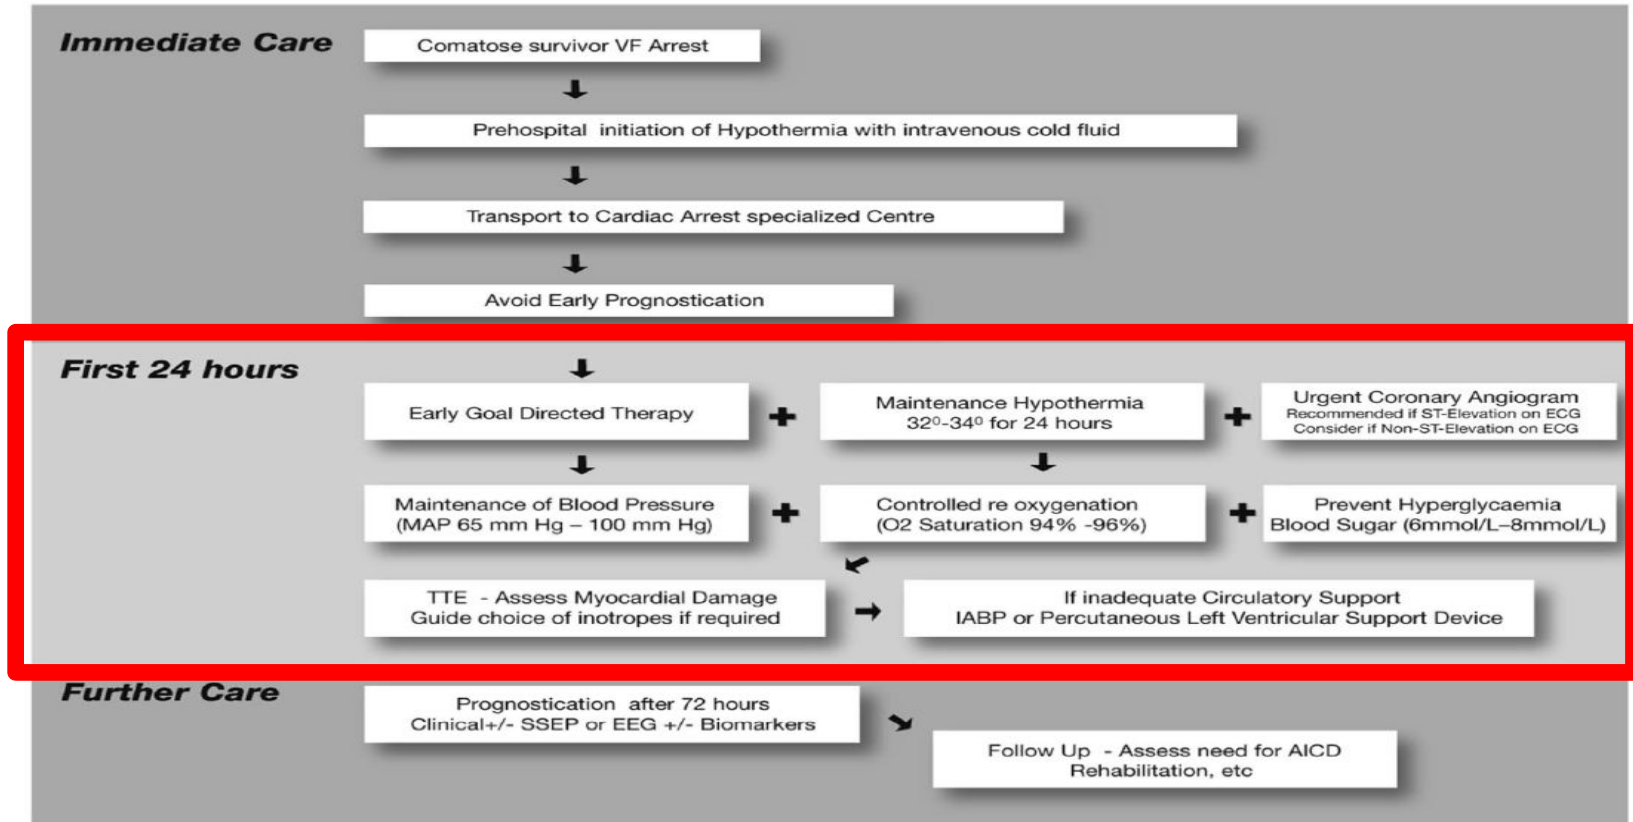 Immediate Care
Comatose survivor VF Arrest
Prehospital initiation of Hypothermia with intravenous cold fluid
Transport to Cardiac Arrest specialized Centre
Avoid Early Prognostication
First 24 hours
Early Goal Directed Therapy
Maintenance Hypothermia
32⁰-34⁰ for 24 hours
Urgent Coronary Angiogram
Recommended if ST-Elevation on ECG
Consider if Non-ST-Elevation on ECG
Maintenance of Blood Pressure
(MAP 65 mm Hg – 100 mm Hg)
Controlled re oxygenation
(O2 Saturation 94% -96%)
Prevent Hyperglycaemia
Blood Sugar (6mmol/L–8mmol/L)
TTE - Assess Myocardial Damage
Guide choice of inotropes if required
If inadequate Circulatory Support
IABP or Percutaneous Left Ventricular Support Device
Further Care
Prognostication after 72 hours
Clinical+/- SSEP or EEG +/- Biomarkers
Follow Up - Assess need for AICD
Rehabilitation, etc